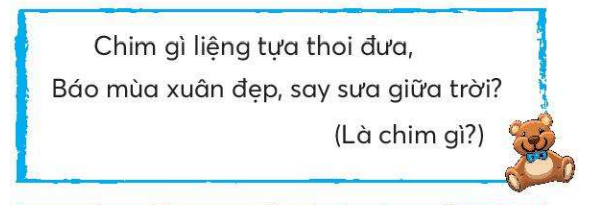 Chim gì liệng tựa thoi đưa,
Báo mùa xuân đẹp, say sưa giữa trời?
(Là chim gì?)